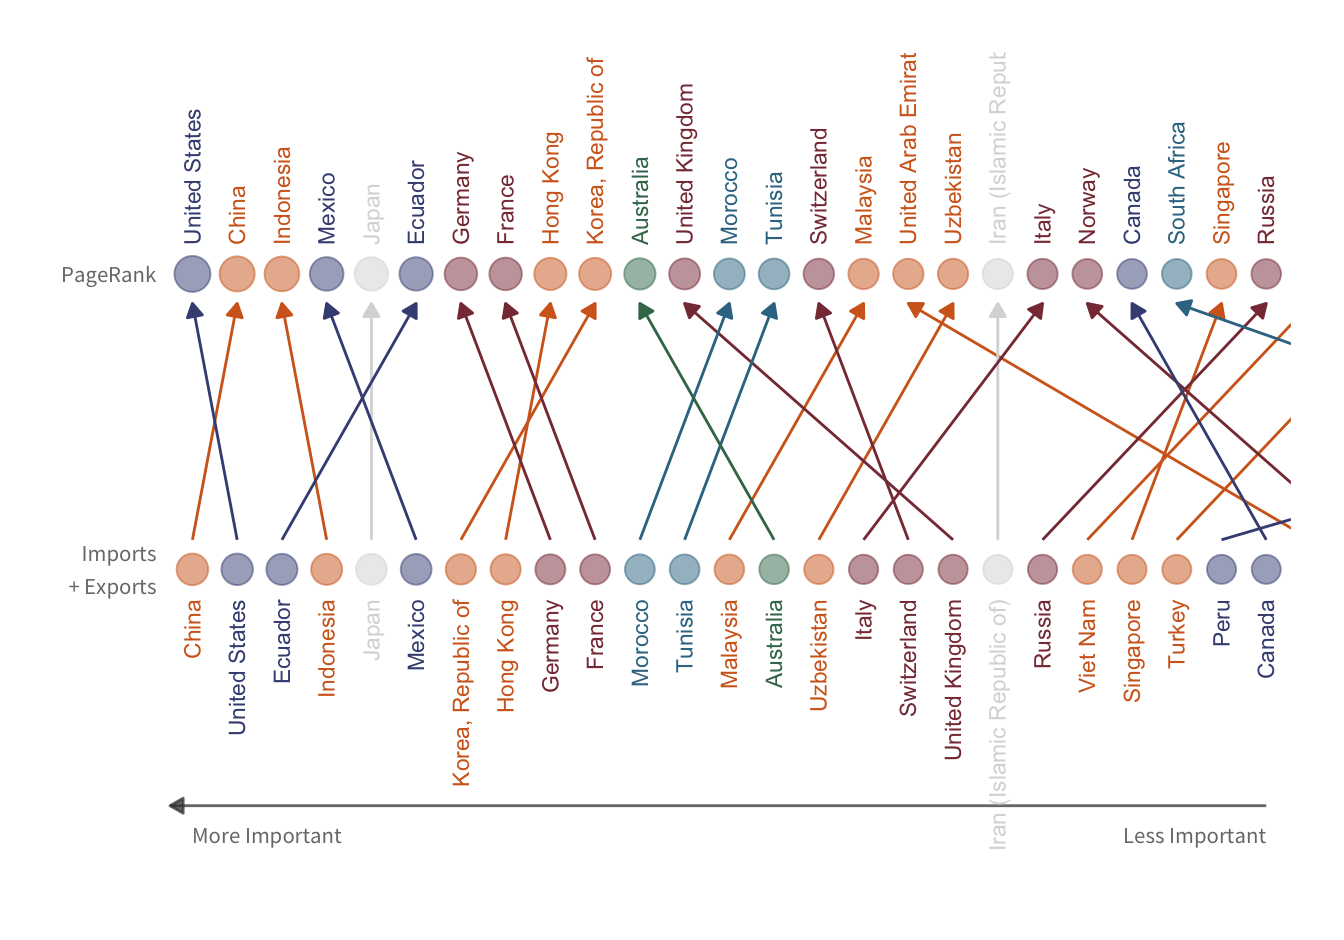 United States
China
Indonesia
Mexico
Japan
Ecuador
Germany
France
Hong Kong
Korea, Republic of
Australia
United Kingdom
Morocco
Tunisia
Switzerland
Malaysia
United Arab Emirat
Uzbekistan
Iran (Islamic Reput
Italy
Norway
Canada
South Africa
Singapore
Russia
PageRank
Imports
+ Exports
China
United States
Ecuador
Indonesia
Japan
Mexico
Korea, Republic of
Hong Kong
Germany
France
Morocco
Tunisia
Malaysia
Australia
Uzbekistan
Italy
Switzerland
United Kingdom
Iran (Islamic Republic of)
Russia
Viet Nam
Singapore
Turkey
Peru
Canada
More Important
Less Important